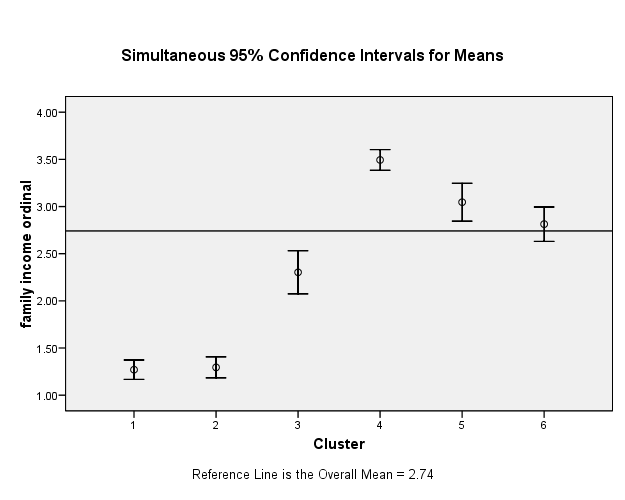 Simultaneous 95% Confidence Intervals for Means
family income ordinal
4.00
3.50
3.00
2.50
2.00
1.50
1.00
1 2 3 4 5 6
Cluster
Reference Line is the Overall Mean = 2.74